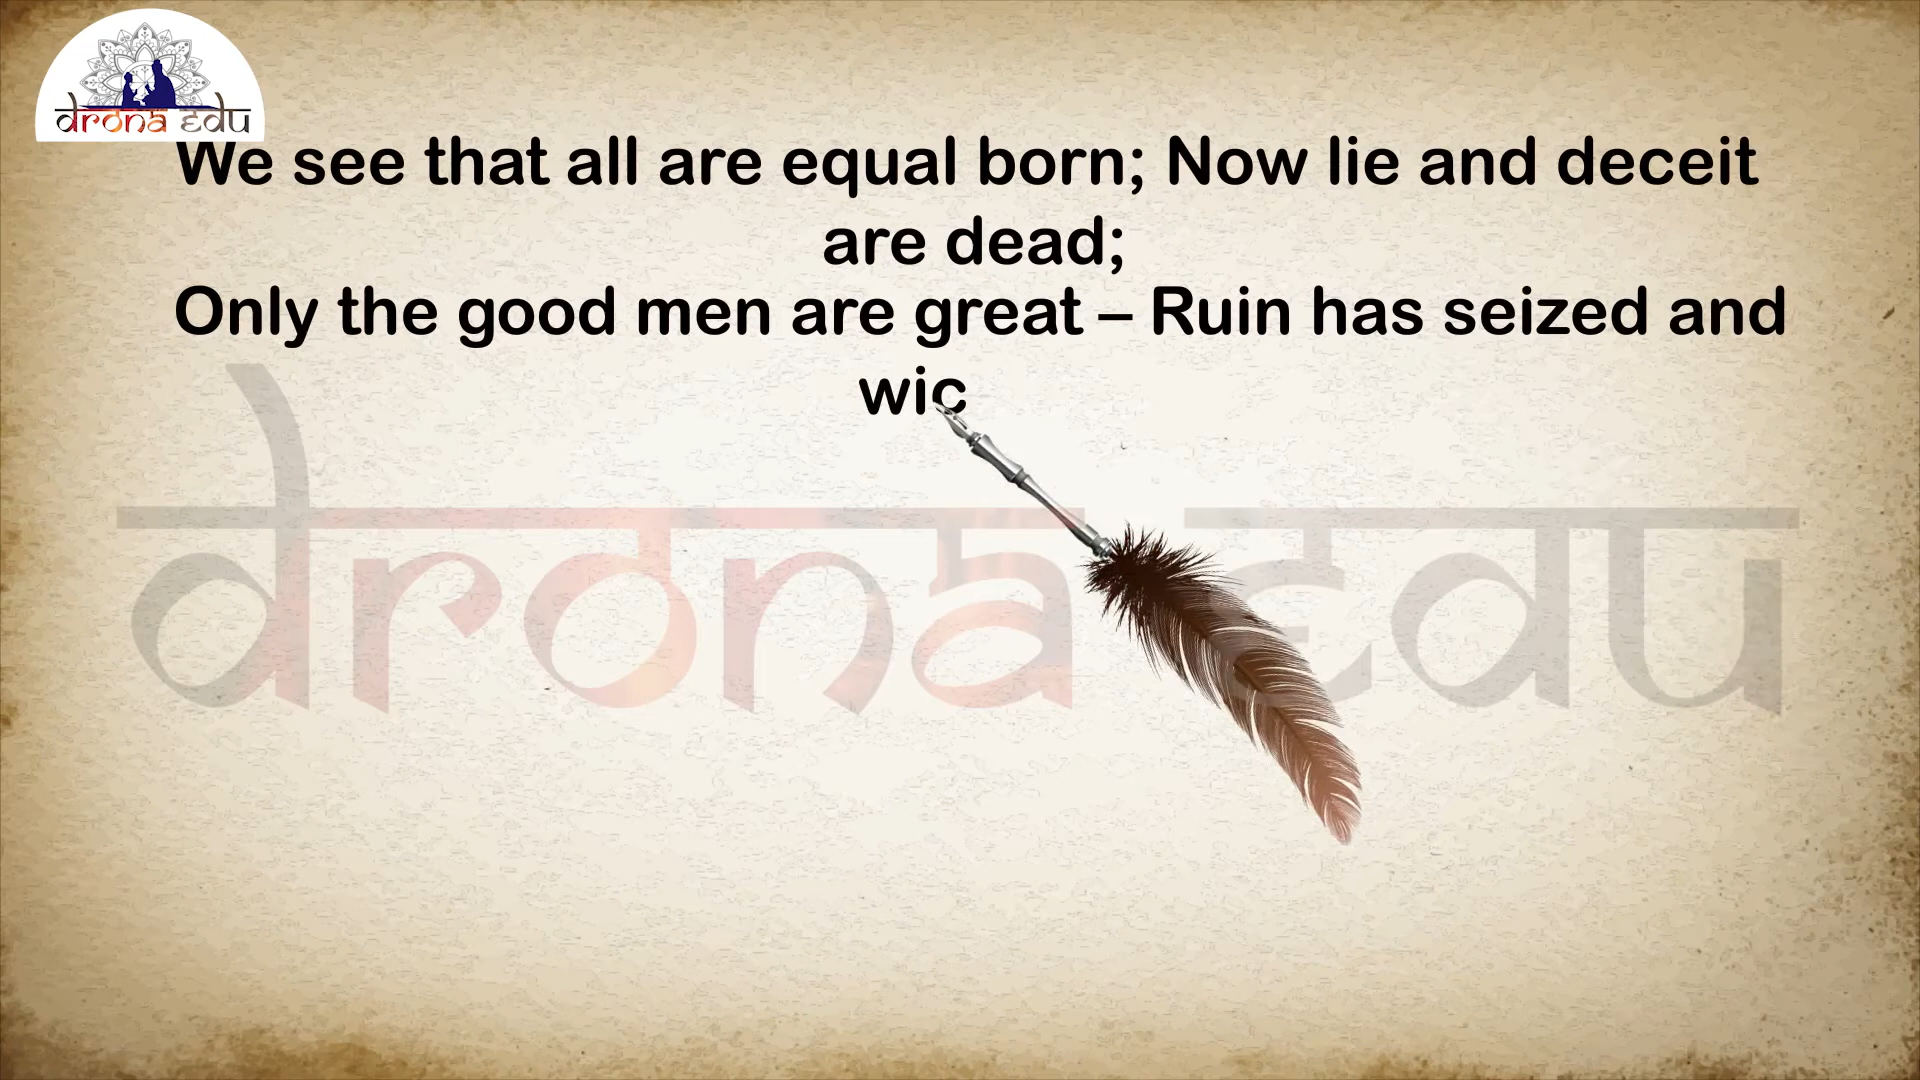 drona edu
We see that all are equal born; Now lie and deceit
are dead;
Only the good men are great – Ruin has seized and
wic
drona edu